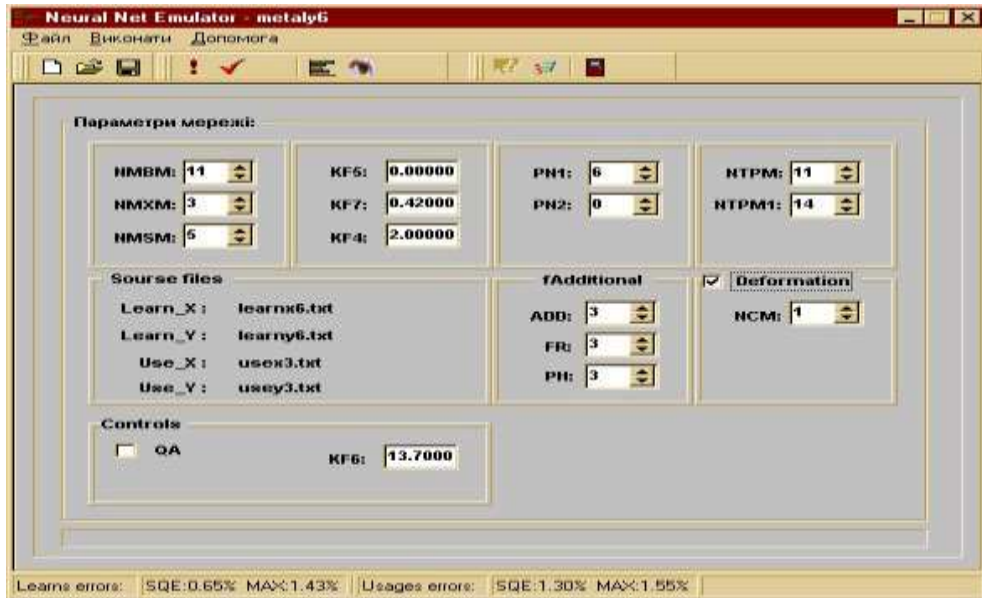 Neural Net Emulator - metaly6
Файл Виконати Допомога
Параметри мережі:
NMBM: 11
NMXM: 3
NMSM: 5
KF5: 0.00000
KF7: 0.42000
KF4: 2.00000
PN1: 6
PN2: 0
NTPM: 11
NTPM1: 14
Sourse files
Learn_X : learnx6.txt
Learn_Y : learny6.txt
Use_X : usex3.txt
Use_Y : usey3.txt
fAdditional
ADD: 3
FR: 3
PH: 3
Deformation
NCM: 1
Controls
QA
KF6: 13.7000
Learns errors: SQE:0.65% MAX:1.43% Usages errors: SQE:1.30% MAX:1.55%